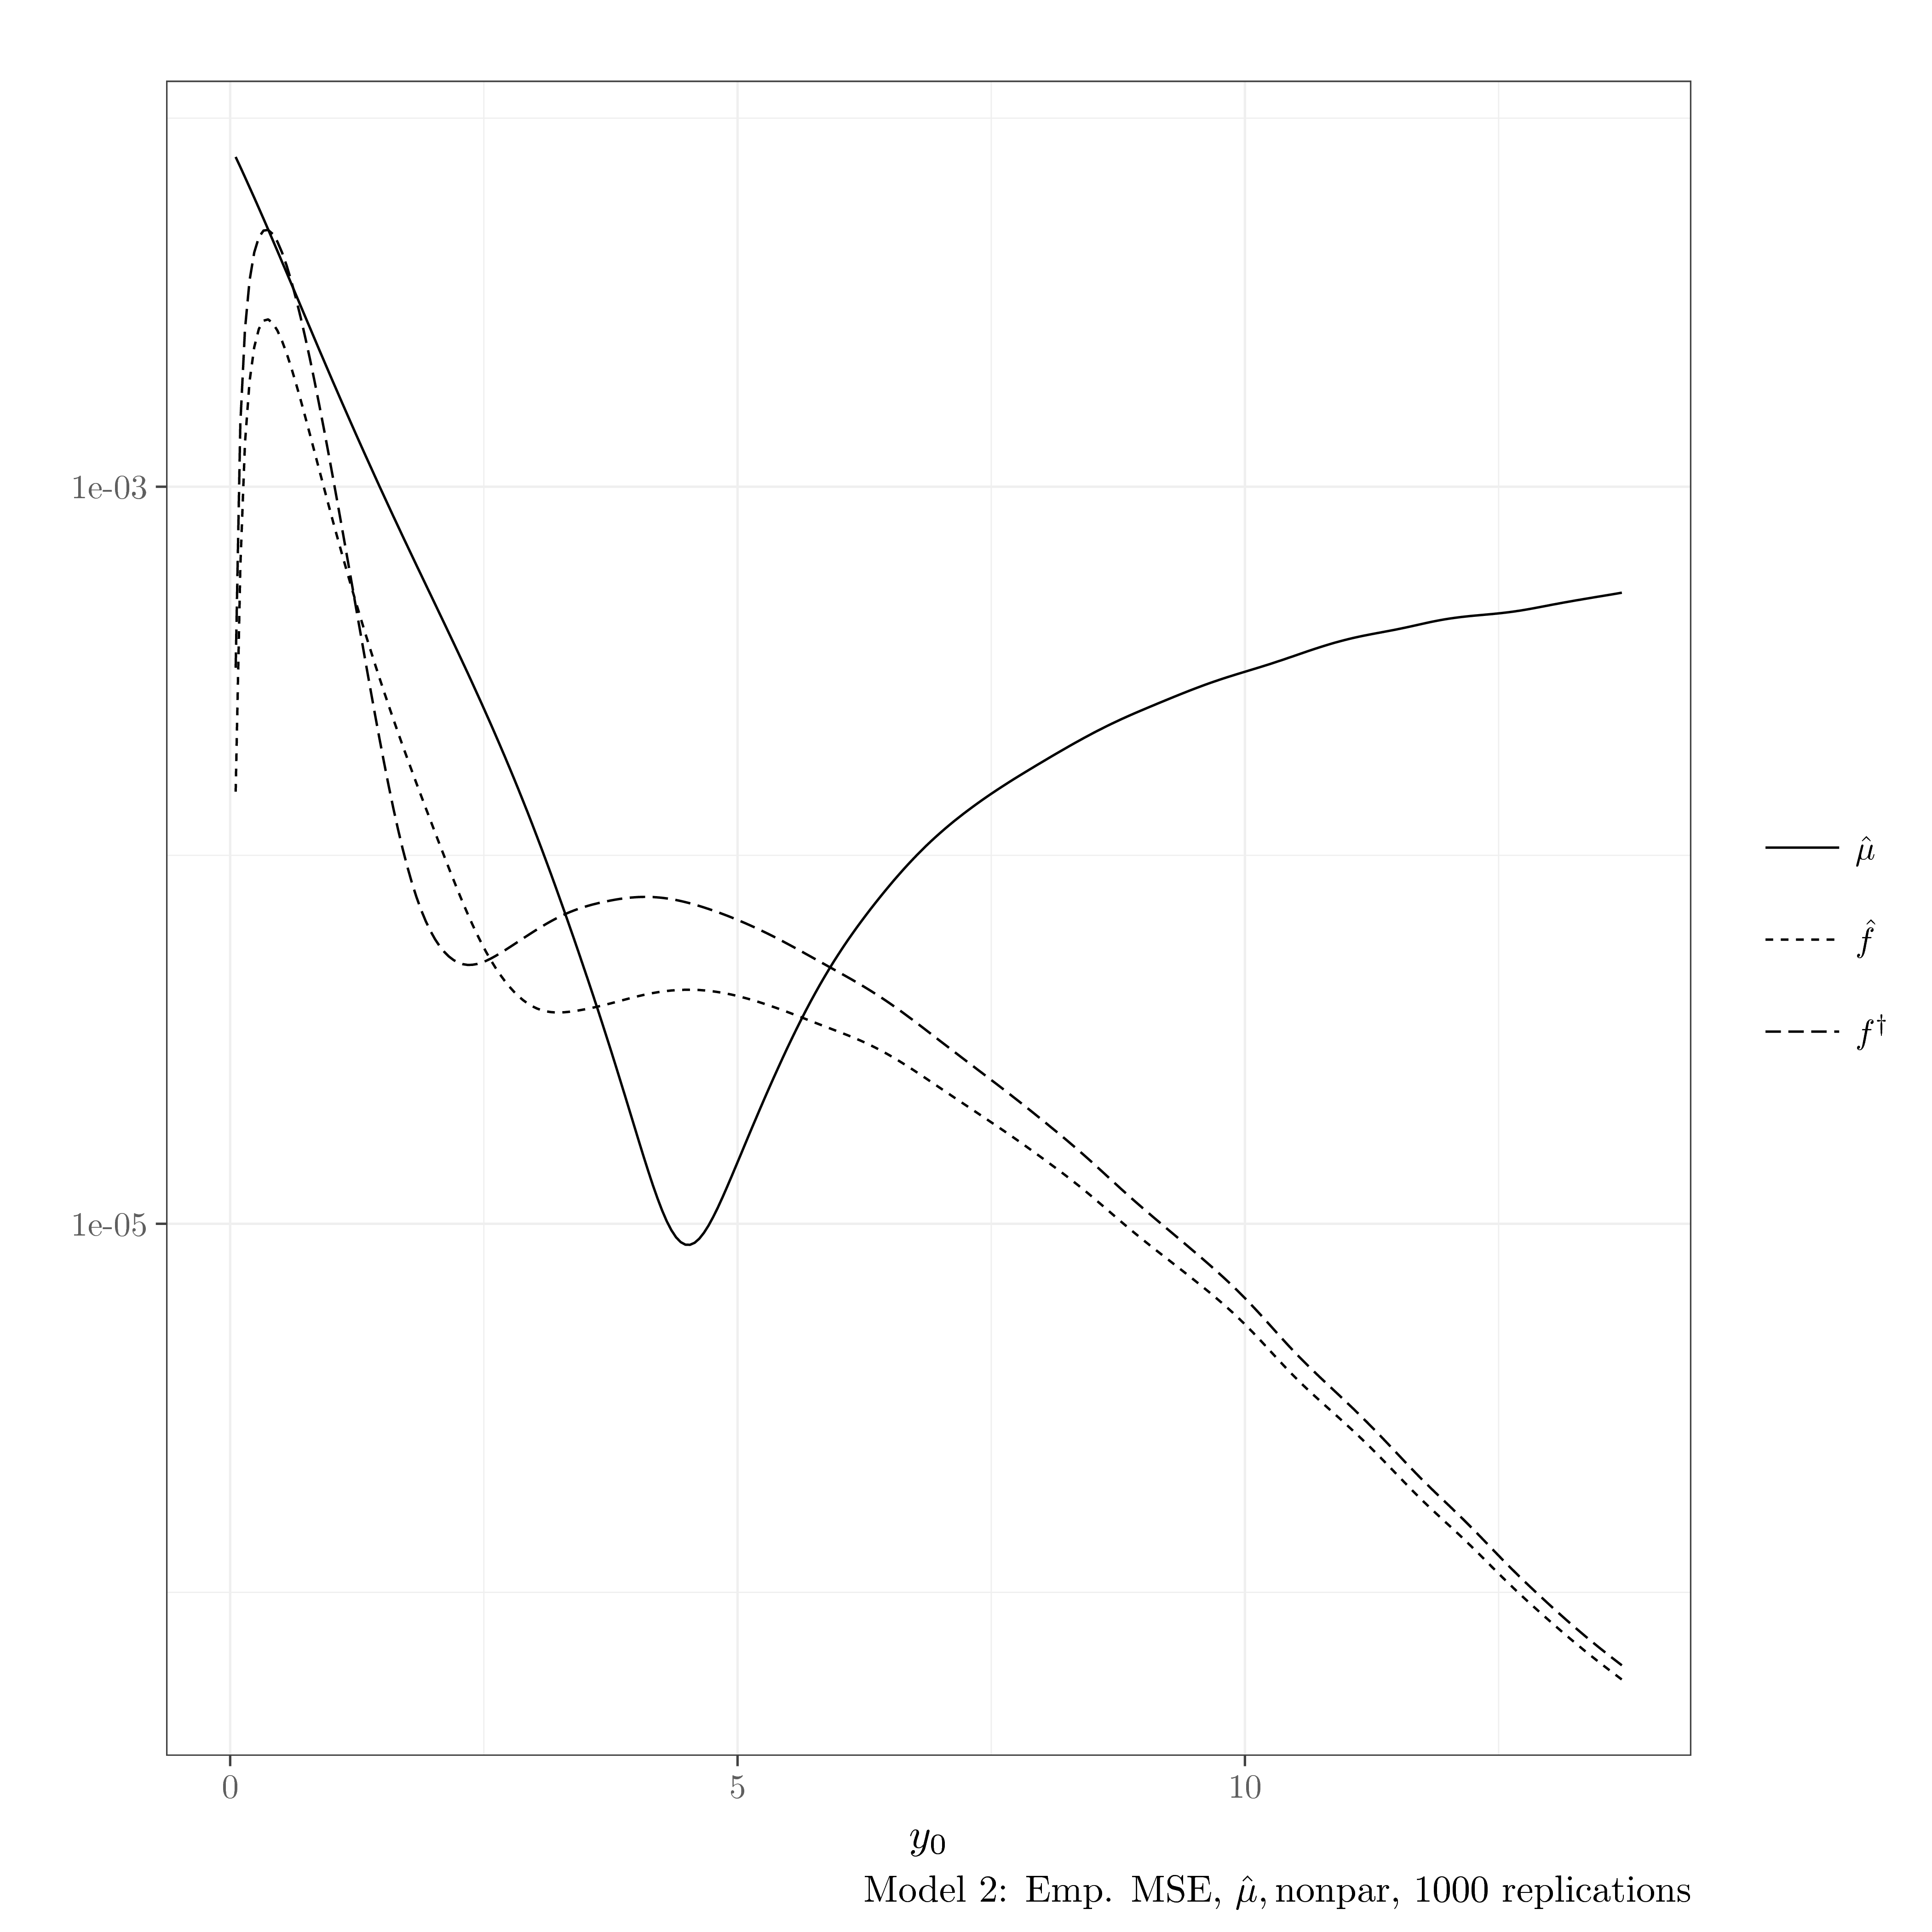 1e-03
1e-05
0 5 10
y₀
μ̂
f̂
f†
Model 2: Emp. MSE, μ̂, nonpar, 1000 replications